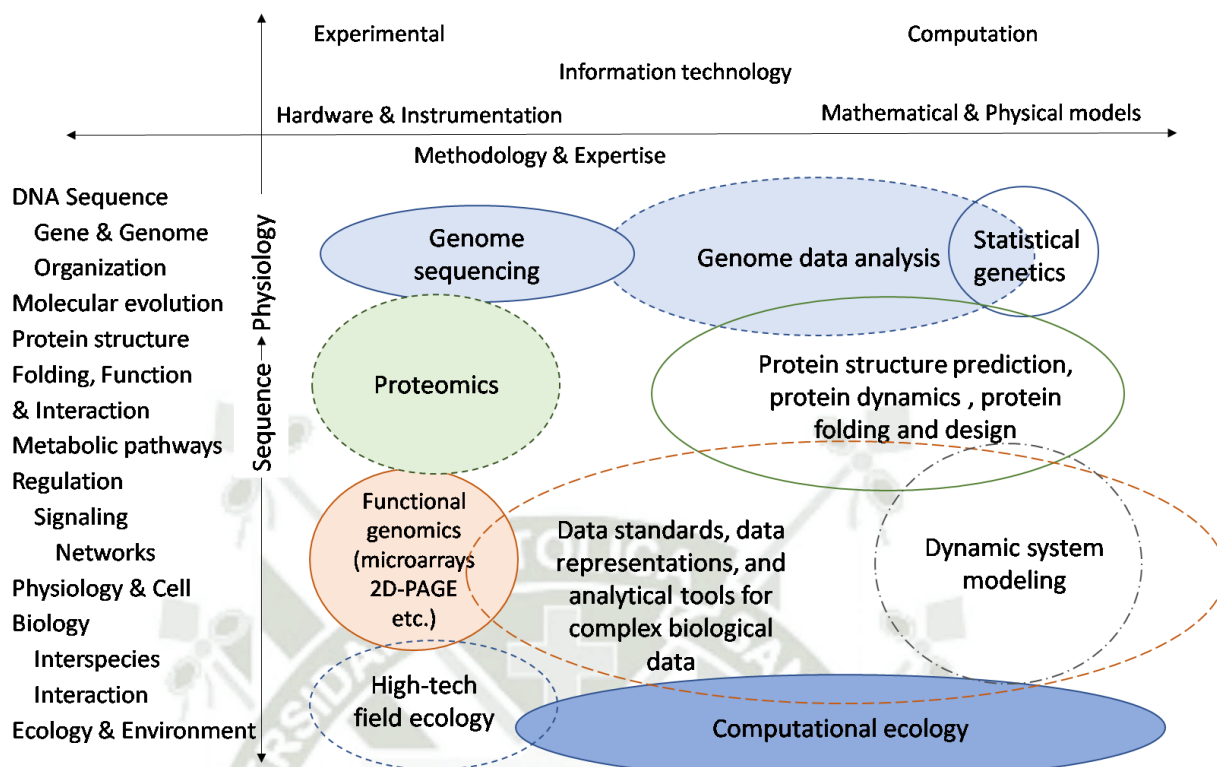 Experimental
Computation
Information technology
Hardware & Instrumentation
Mathematical & Physical models
Methodology & Expertise
DNA Sequence
Gene & Genome
Organization
Molecular evolution
Protein structure
Folding, Function
& Interaction
Metabolic pathways
Regulation
Signaling
Networks
Physiology & Cell
Biology
Interspecies
Interaction
Ecology & Environment
Sequence → Physiology
Genome
sequencing
Genome data analysis
Statistical
genetics
Proteomics
Protein structure prediction,
protein dynamics , protein
folding and design
Functional
genomics
(microarrays
2D-PAGE
etc.)
Data standards, data
representations, and
analytical tools for
complex biological
data
Dynamic system
modeling
High-tech
field ecology
Computational ecology